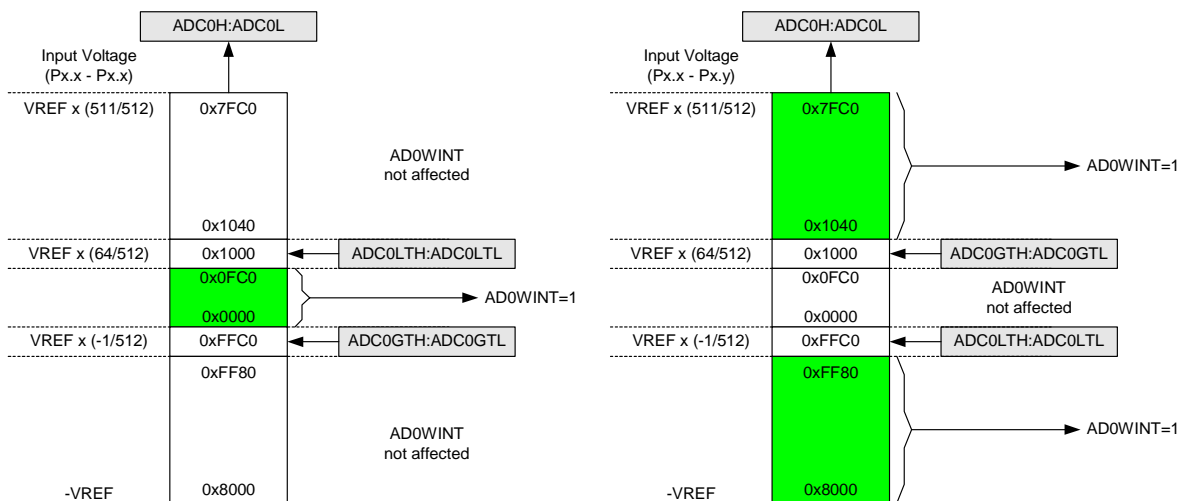 ADC0H:ADC0L
Input Voltage
(Px.x - Px.x)
VREF x (511/512)
0x7FC0
AD0WINT
not affected
0x1040
VREF x (64/512)
0x1000
ADC0LTH:ADC0LTL
0x0FC0
AD0WINT=1
0x0000
VREF x (-1/512)
0xFFC0
ADC0GTH:ADC0GTL
0xFF80
AD0WINT
not affected
-VREF
0x8000
ADC0H:ADC0L
Input Voltage
(Px.x - Px.y)
VREF x (511/512)
0x7FC0
AD0WINT=1
0x1040
VREF x (64/512)
0x1000
ADC0GTH:ADC0GTL
0x0FC0
AD0WINT
not affected
0x0000
VREF x (-1/512)
0xFFC0
ADC0LTH:ADC0LTL
0xFF80
AD0WINT=1
-VREF
0x8000